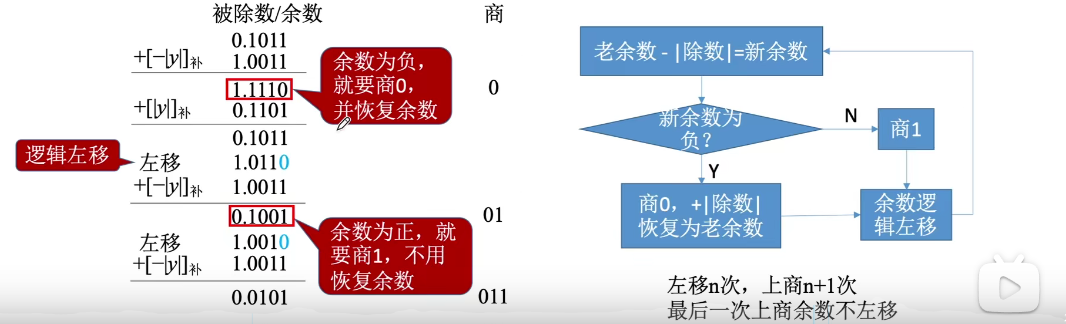 被除数/余数 商
0.1011
+[-|y|]补 1.0011
1.1110 0
+[|y|]补 0.1101
0.1011
左移 1.0110
+[-|y|]补 1.0011
0.1001 01
左移 1.0010
+[-|y|]补 1.0011
0.0101 011
逻辑左移
余数为负，
就要商0，
并恢复余数
余数为正，就
要商1，不用
恢复余数
老余数 - |除数|=新余数
新余数为
负？
N
商1
Y
商0，+|除数|
恢复为老余数
余数逻
辑左移
左移n次，上商n+1次
最后一次上商余数不左移